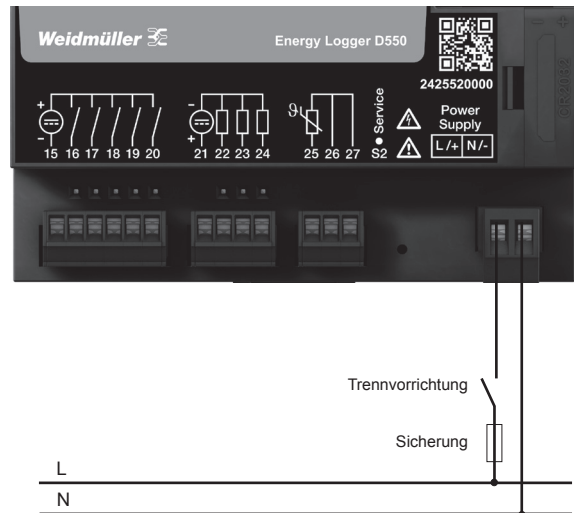 Weidmüller
Energy Logger D550
2425520000
Power
Supply
L/+ N/-
Service
S2
+
-
15 16 17 18 19 20
-
+
21 22 23 24
ϑ
25 26 27
Trennvorrichtung
Sicherung
L
N